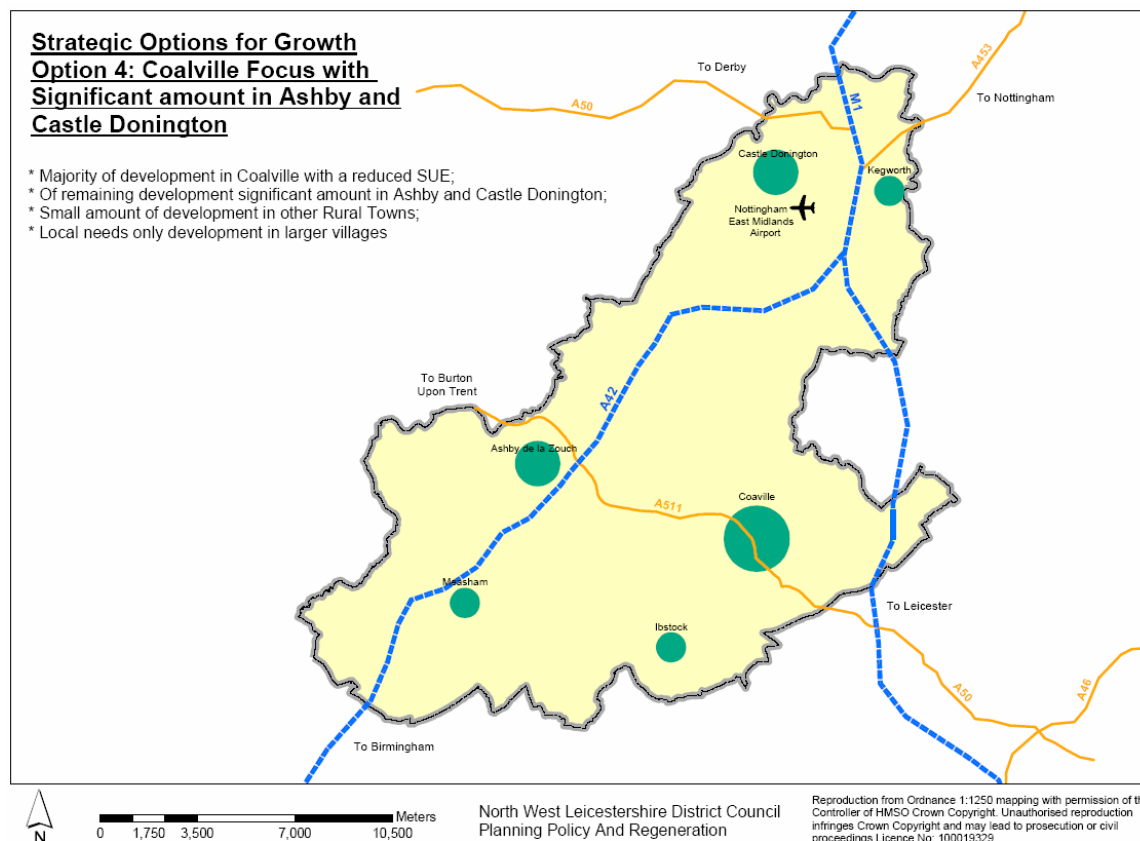 Strategic Options for Growth
Option 4: Coalville Focus with
Significant amount in Ashby and
Castle Donington
* Majority of development in Coalville with a reduced SUE;
* Of remaining development significant amount in Ashby and Castle Donington;
* Small amount of development in other Rural Towns;
* Local needs only development in larger villages
To Derby
A50
M1
A453
To Nottingham
Castle Donington
Kegworth
Nottingham
East Midlands
Airport
To Burton
Upon Trent
A42
Ashby de la Zouch
A511
Coaville
Measham
Ibstock
To Leicester
A50
A46
To Birmingham
N
0 1,750 3,500 7,000 10,500
Meters
North West Leicestershire District Council
Planning Policy And Regeneration
Reproduction from Ordnance 1:1250 mapping with permission of th
Controller of HMSO Crown Copyright. Unauthorised reproduction
infringes Crown Copyright and may lead to prosecution or civil
proceedings Licence No: 100019329